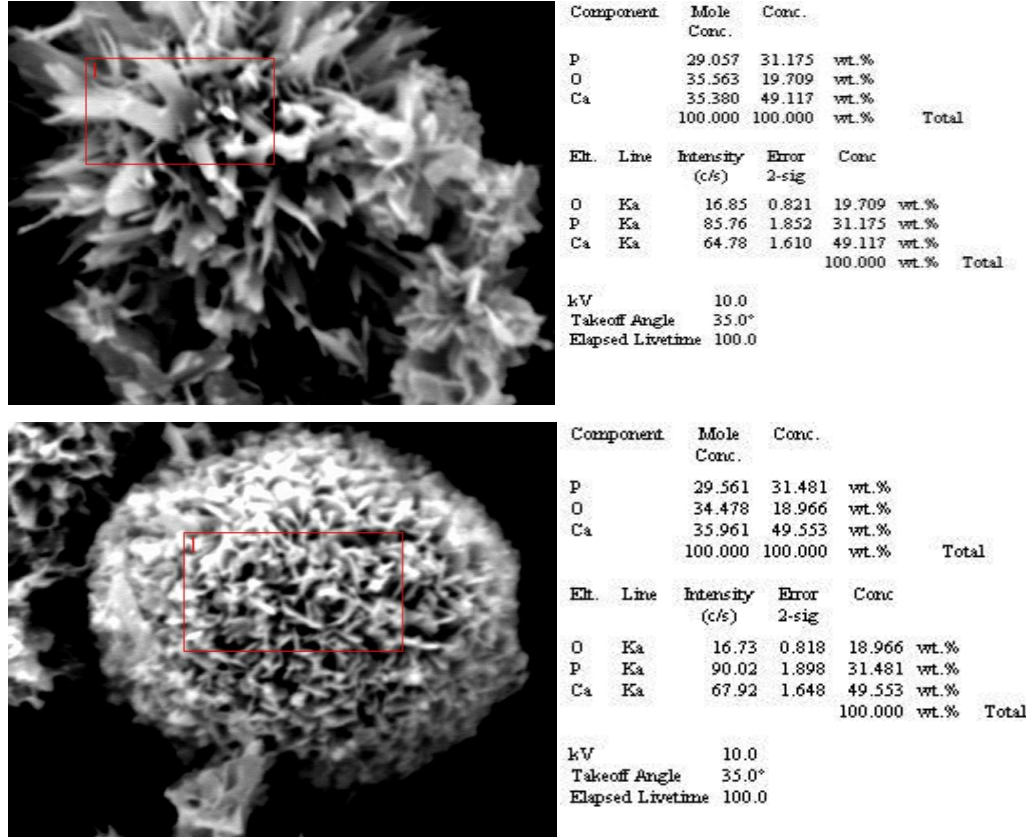 Component Mole Conc.
Conc.
P 29.057 31.175 wt.%
O 35.563 19.709 wt.%
Ca 35.380 49.117 wt.%
100.000 100.000 wt.% Total
Elt. Line Intensity Error Conc
(c/s) 2-sig
O Ka 16.85 0.821 19.709 wt.%
P Ka 85.76 1.852 31.175 wt.%
Ca Ka 64.78 1.610 49.117 wt.%
100.000 wt.% Total
kV 10.0
Takeoff Angle 35.0°
Elapsed Livetime 100.0
1
Component Mole Conc.
Conc.
P 29.561 31.481 wt.%
O 34.478 18.966 wt.%
Ca 35.961 49.553 wt.%
100.000 100.000 wt.% Total
Elt. Line Intensity Error Conc
(c/s) 2-sig
O Ka 16.73 0.818 18.966 wt.%
P Ka 90.02 1.898 31.481 wt.%
Ca Ka 67.92 1.648 49.553 wt.%
100.000 wt.% Total
kV 10.0
Takeoff Angle 35.0°
Elapsed Livetime 100.0
1